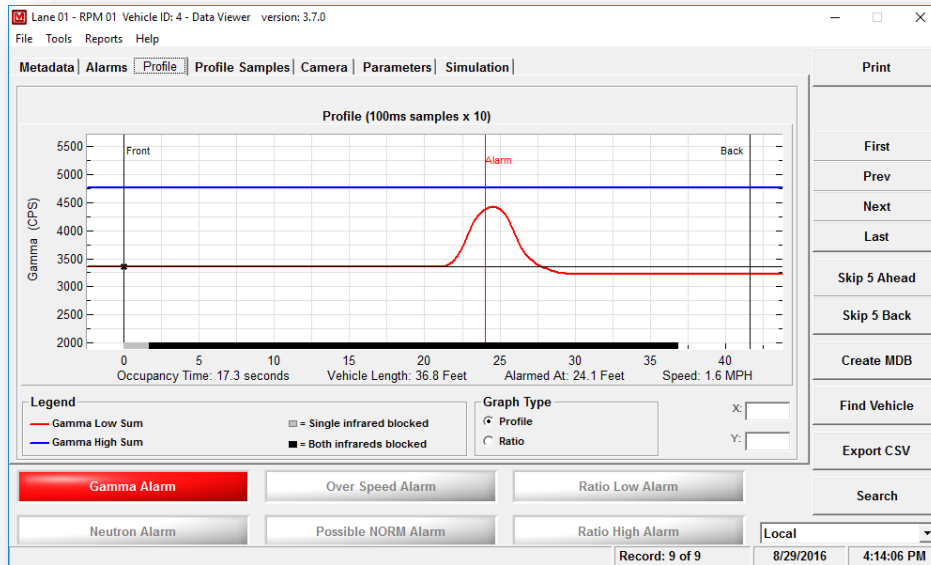 Lane 01 - RPM 01 Vehicle ID: 4 - Data Viewer version: 3.7.0
File Tools Reports Help
Metadata Alarms Profile Profile Samples Camera Parameters Simulation
Profile (100ms samples x 10)
Gamma (CPS)
5500
5000
4500
4000
3500
3000
2500
2000
Front
Alarm
Back
0 5 10 15 20 25 30 35 40
Occupancy Time: 17.3 seconds Vehicle Length: 36.8 Feet Alarmed At: 24.1 Feet Speed: 1.6 MPH
Legend
Gamma Low Sum
Gamma High Sum
= Single infrared blocked
= Both infrareds blocked
Graph Type
Profile
Ratio
X:
Y:
Print
First
Prev
Next
Last
Skip 5 Ahead
Skip 5 Back
Create MDB
Find Vehicle
Export CSV
Search
Gamma Alarm Over Speed Alarm Ratio Low Alarm
Neutron Alarm Possible NORM Alarm Ratio High Alarm
Local
Record: 9 of 9 8/29/2016 4:14:06 PM